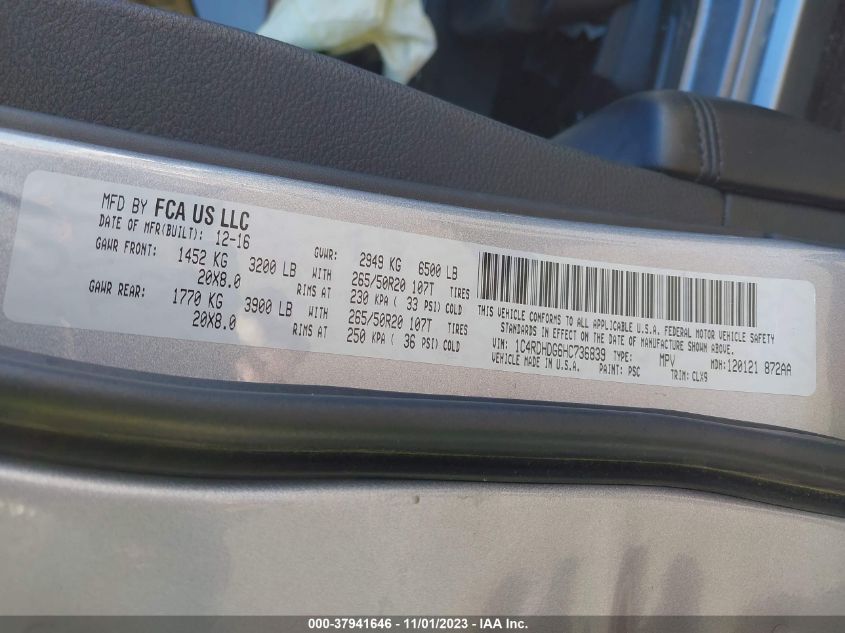 MFD BY FCA US LLC
DATE OF MFR(BUILT): 12-16 GVWR: 2949 KG 6500 LB
GAWR FRONT: 1452 KG 3200 LB WITH 265/50R20 107T TIRES
20X8.0 RIMS AT 230 KPA ( 33 PSI) COLD
GAWR REAR: 1770 KG 3900 LB WITH 265/50R20 107T TIRES
20X8.0 RIMS AT 250 KPA ( 36 PSI) COLD
THIS VEHICLE CONFORMS TO ALL APPLICABLE U.S.A. FEDERAL MOTOR VEHICLE SAFETY
STANDARDS IN EFFECT ON THE DATE OF MANUFACTURE SHOWN ABOVE.
VIN: 1C4RDHDG6HC736839 TYPE: MPV MDH:120121 872AA
VEHICLE MADE IN U.S.A. PAINT: PSC TRIM: CLX9
000-37941646 - 11/01/2023 - IAA Inc.